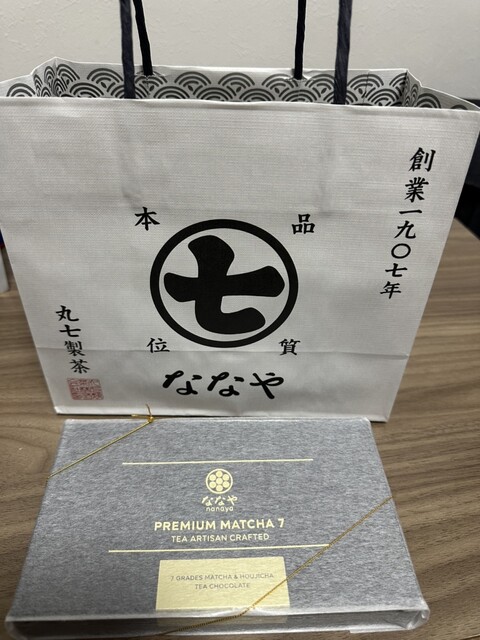 創業一九〇七年
品質
本位
七
丸七製茶
ななや
ななや
nanaya
PREMIUM MATCHA 7
TEA ARTISAN CRAFTED
7 GRADES MATCHA & HOUJICHA
TEA CHOCOLATE